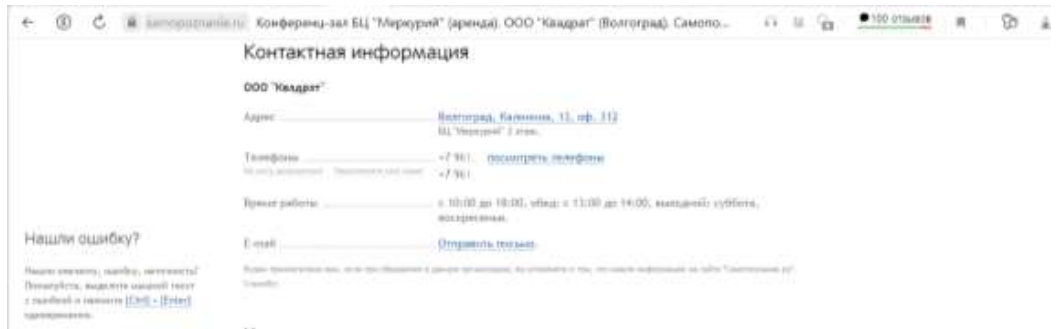 samopoznanie.ru Конференц-зал БЦ "Меркурий" (аренда). ООО "Квадрат" (Волгоград). Самопо... 100 отзывов
Контактная информация
ООО "Квадрат"
Адрес
Волгоград, Калинина, 13, оф. 312
БЦ "Меркурий" 3 этаж.
Телефоны
+7 961 посмотреть телефоны
+7 961
Время работы
с 10:00 до 18:00, обед: с 13:00 до 14:00, выходной: суббота,
воскресенье.
E-mail
Отправить письмо.
Нашли ошибку?
Нашли опечатку, ошибку, неточность?
Пожалуйста, выделите мышкой текст
с ошибкой и нажмите [Ctrl] + [Enter]
одновременно.